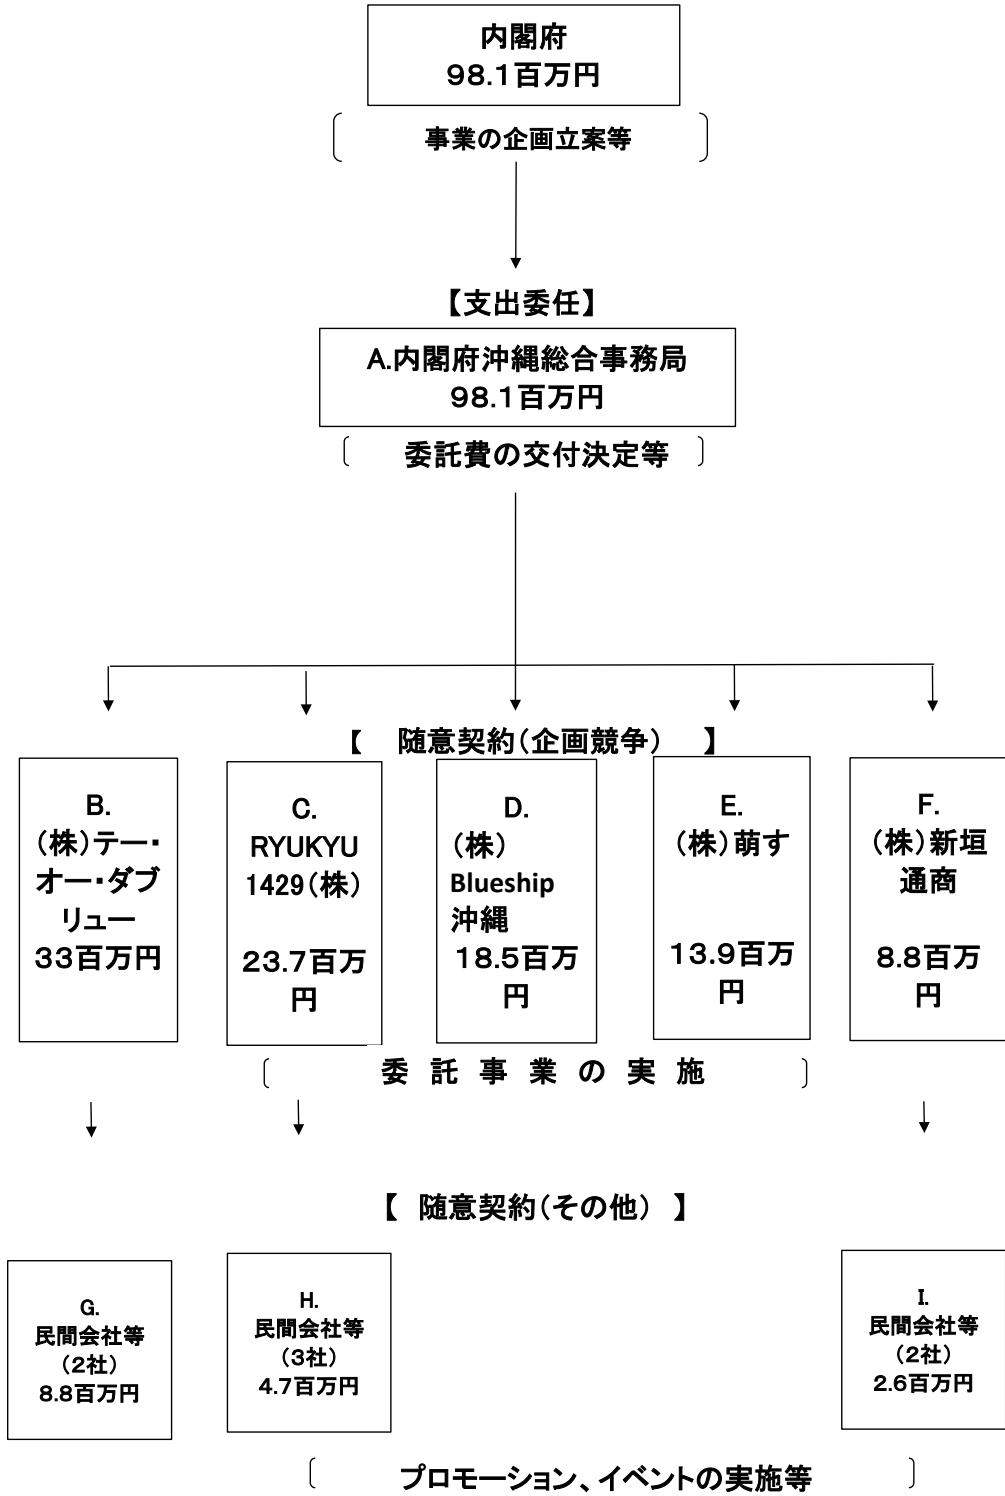 内閣府
98.1百万円
事業の企画立案等
【支出委任】
A.内閣府沖縄総合事務局
98.1百万円
委託費の交付決定等
【 随意契約(企画競争) 】
B.
(株)テー・
オー・ダブ
リュー
33百万円
C.
RYUKYU
1429(株)
23.7百万
円
D.
(株)
Blueship
沖縄
18.5百万
円
E.
(株)萌す
13.9百万
円
F.
(株)新垣
通商
8.8百万
円
委 託 事 業 の 実 施
【 随意契約(その他) 】
G.
民間会社等
(2社)
8.8百万円
H.
民間会社等
(3社)
4.7百万円
I.
民間会社等
(2社)
2.6百万円
プロモーション、イベントの実施等